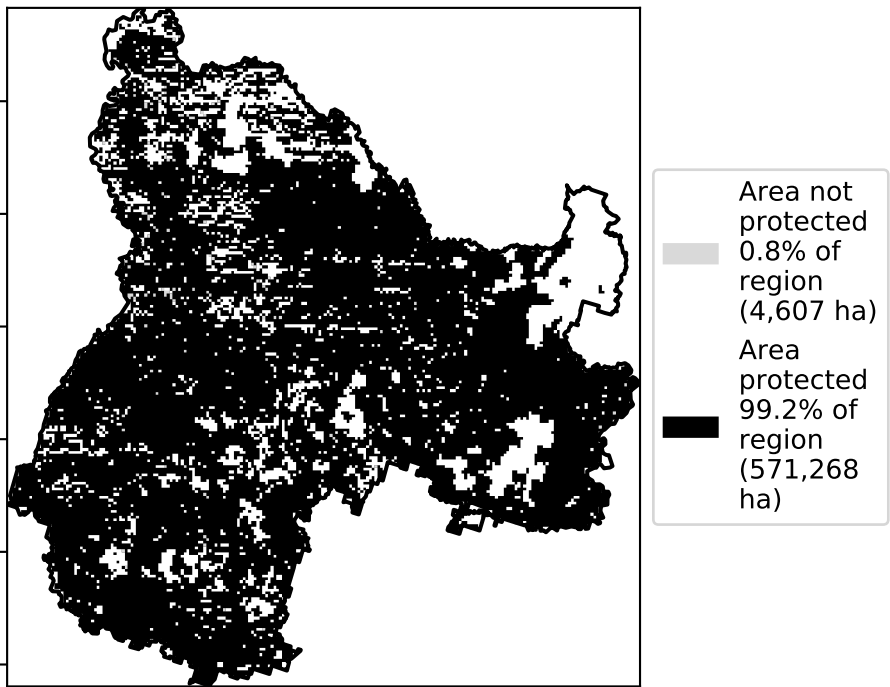 Area not
protected
0.8% of
region
(4,607 ha)
Area
protected
99.2% of
region
(571,268
ha)